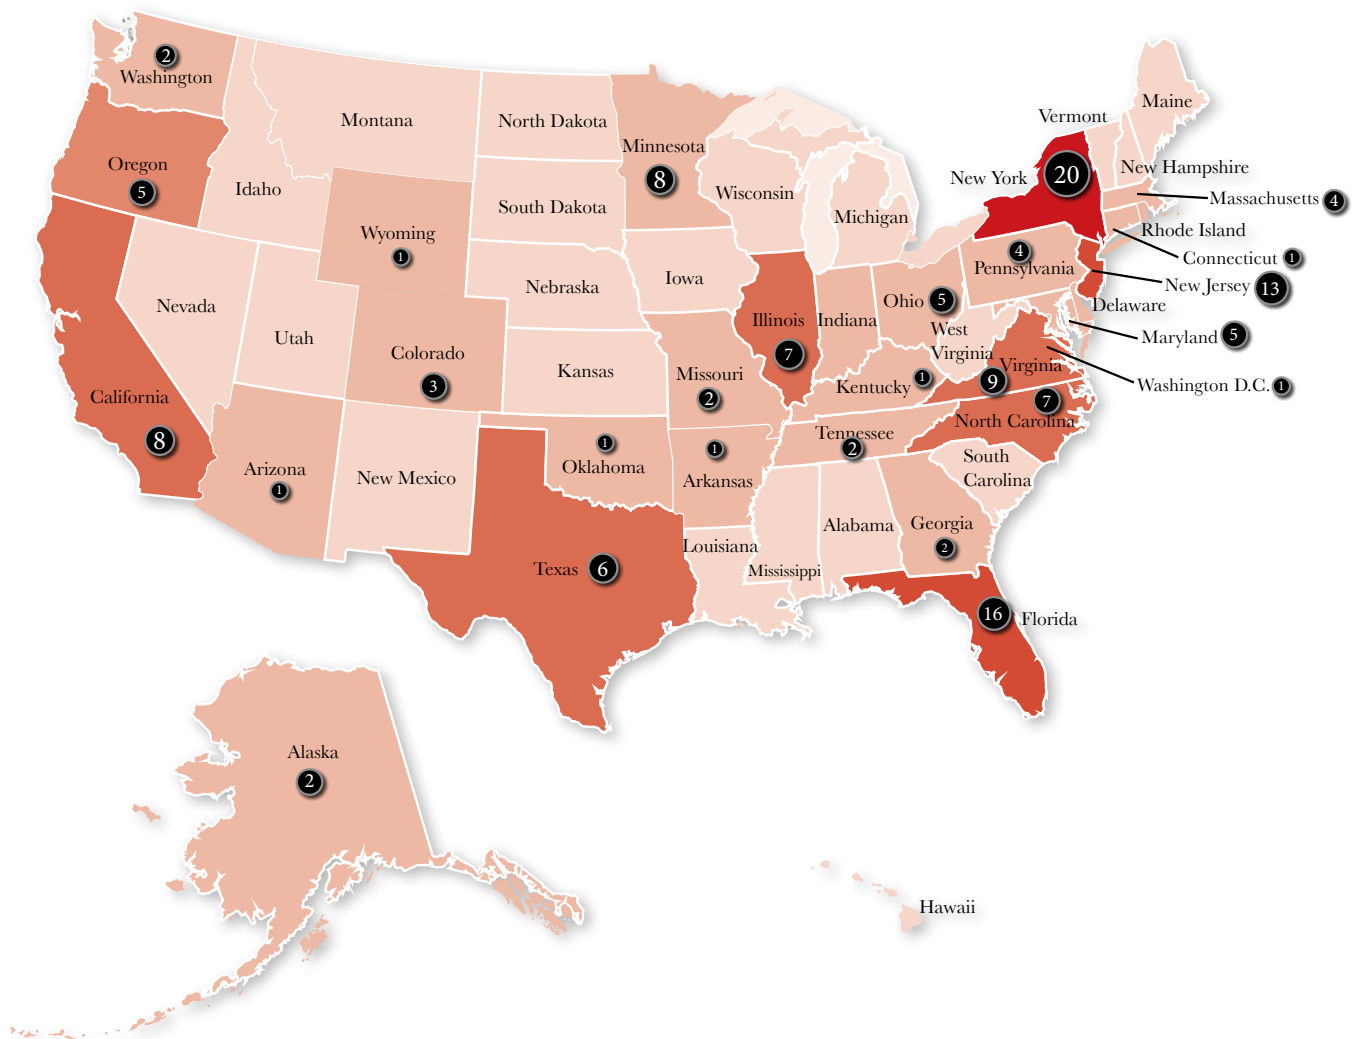 2
Washington
Montana
North Dakota
Minnesota
8
Oregon
5
Idaho
Wyoming
1
South Dakota
Wisconsin
Michigan
Vermont
Maine
New York
20
New Hampshire
Massachusetts 4
Rhode Island
Connecticut 1
New Jersey 13
4
Pennsylvania
Delaware
Maryland 5
Washington D.C. 1
Nevada
Utah
Colorado
3
Nebraska
Iowa
Illinois
7
Indiana
Ohio 5
West
Virginia
Virginia
9
California
8
Kansas
Missouri
2
Kentucky 1
7
North Carolina
Tennessee
2
Arizona
1
New Mexico
1
Oklahoma
1
Arkansas
South
Carolina
Texas 6
Louisiana
Mississippi
Alabama
Georgia
2
16 Florida
Alaska
2
Hawaii